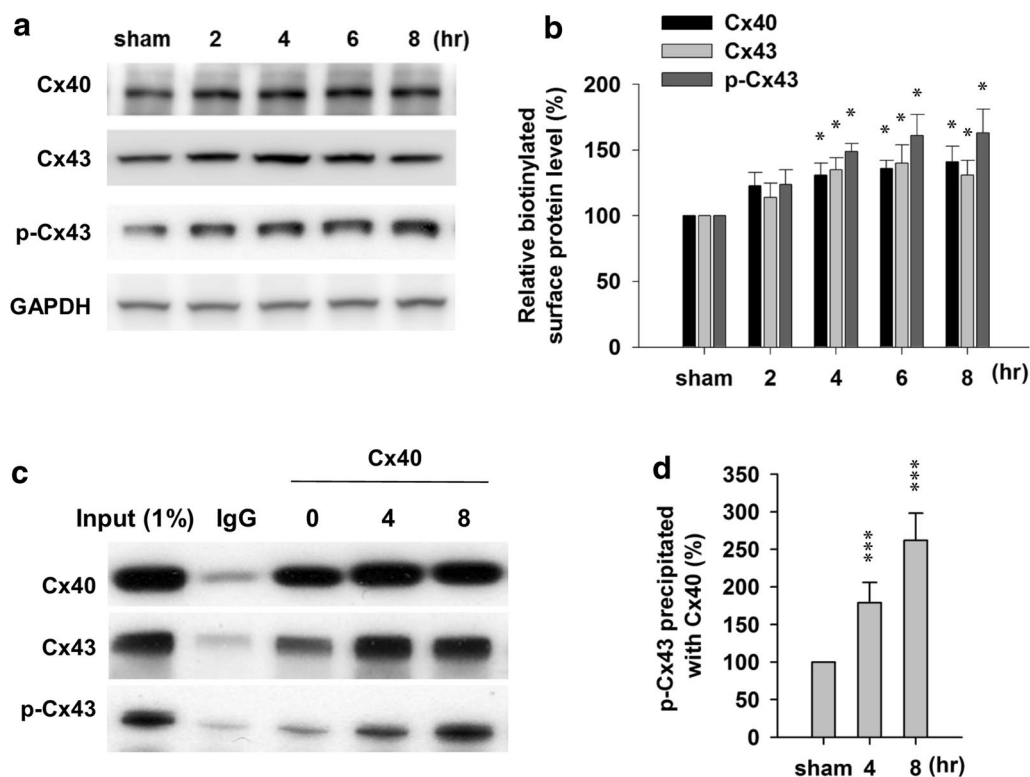 a
sham 2 4 6 8 (hr)
Cx40
Cx43
p-Cx43
GAPDH
b
Cx40
Cx43
p-Cx43
Relative biotinylated
surface protein level (%)
200
150
100
50
0
* * *
* * *
* * *
sham 2 4 6 8 (hr)
c
Cx40
Input (1%) IgG 0 4 8
Cx40
Cx43
p-Cx43
d
p-Cx43 precipitated
with Cx40 (%)
350
300
250
200
150
100
50
0
***
***
sham 4 8 (hr)